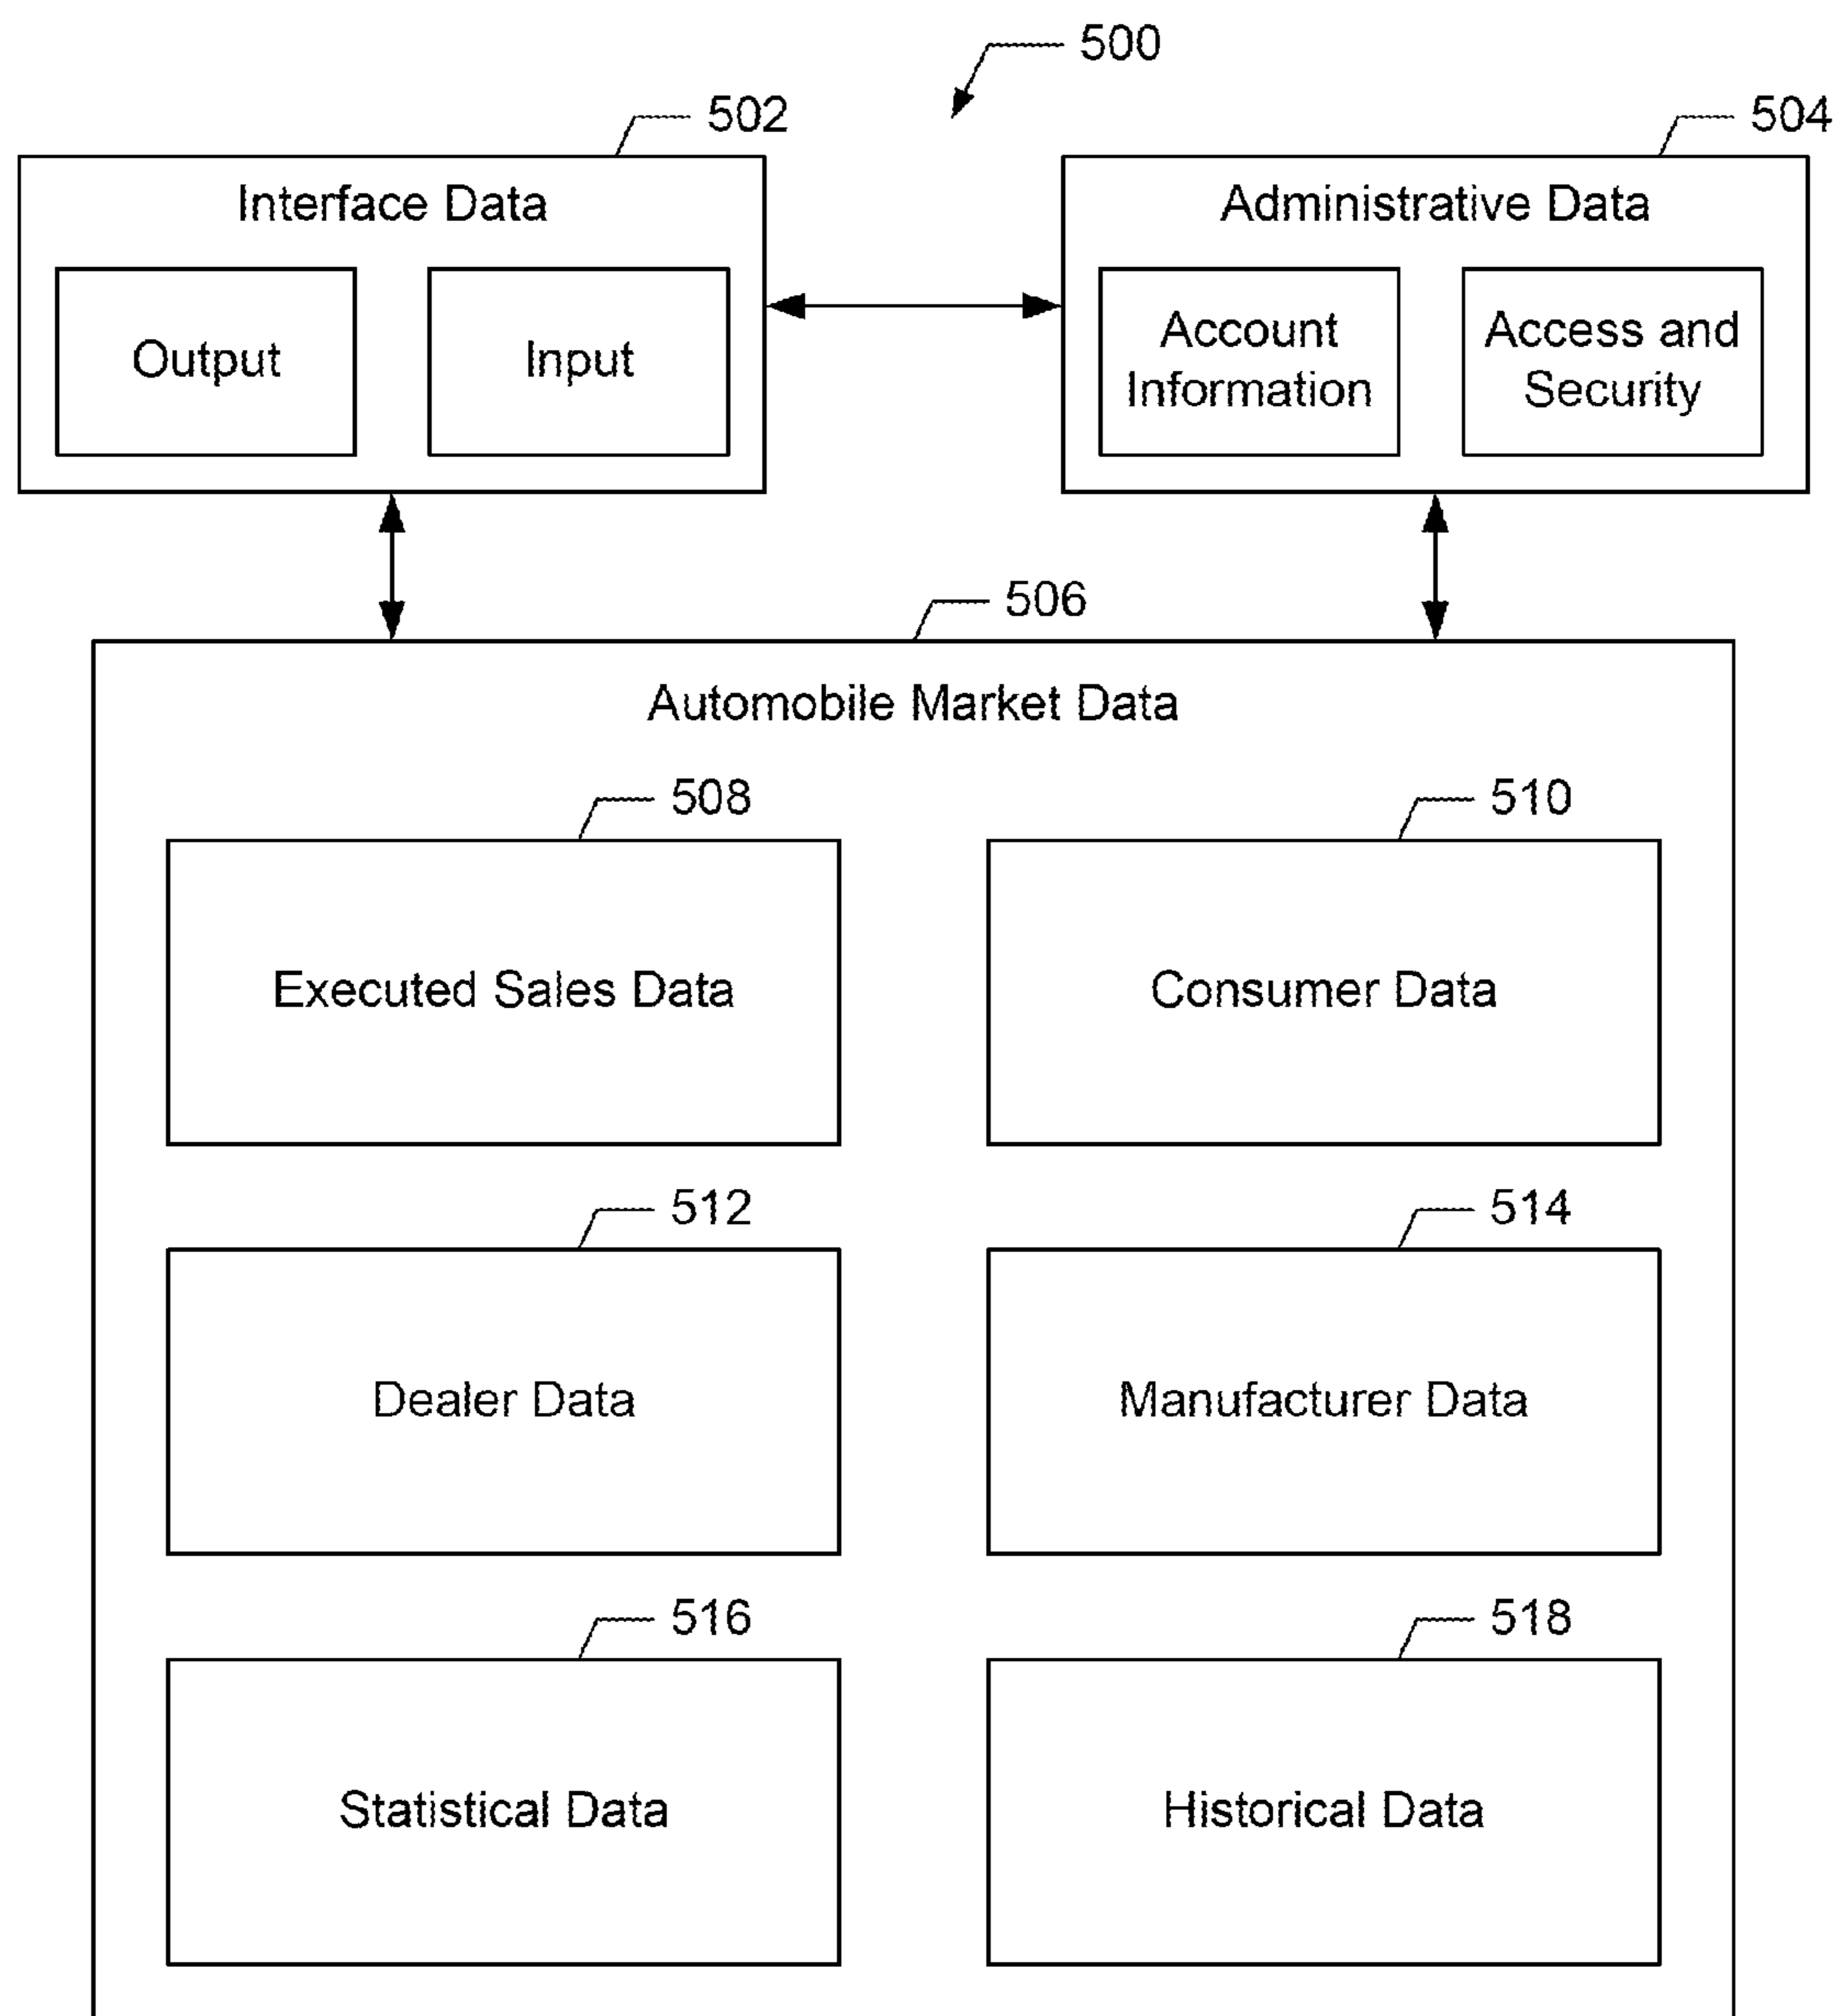 500
502
504
Interface Data
Output
Input
Administrative Data
Account
Information
Access and
Security
506
Automobile Market Data
508
Executed Sales Data
510
Consumer Data
512
Dealer Data
514
Manufacturer Data
516
Statistical Data
518
Historical Data